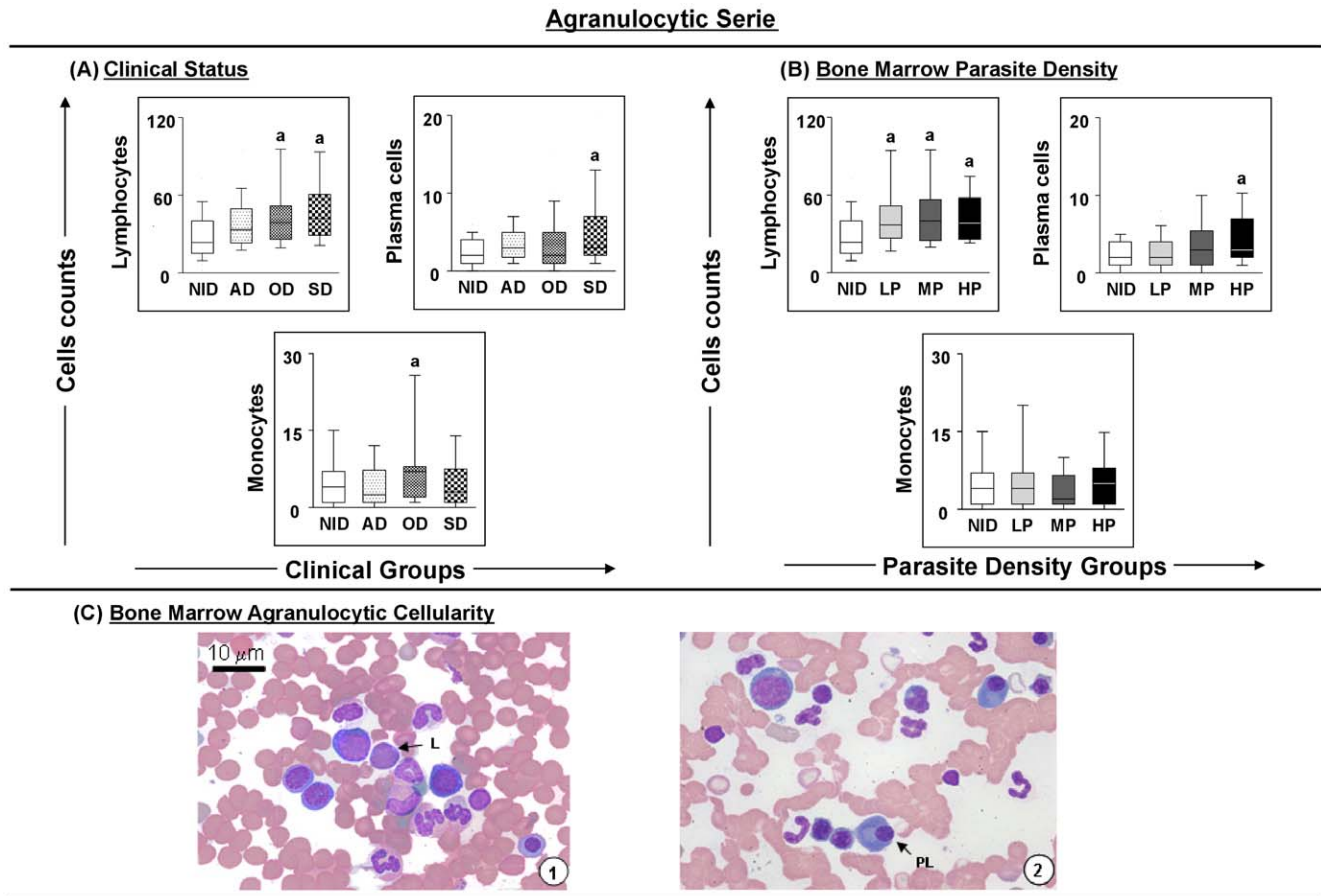 Agranulocytic Serie
(A) Clinical Status
Cells counts
Lymphocytes
120
60
0
a a
NID AD OD SD
Plasma cells
20
10
0
a
NID AD OD SD
Monocytes
30
15
0
a
NID AD OD SD
Clinical Groups
(B) Bone Marrow Parasite Density
Cells counts
Lymphocytes
120
60
0
a a a
NID LP MP HP
Plasma cells
20
10
0
a
NID LP MP HP
Monocytes
30
15
0
NID LP MP HP
Parasite Density Groups
(C) Bone Marrow Agranulocytic Cellularity
10 μm
L
1
PL
2